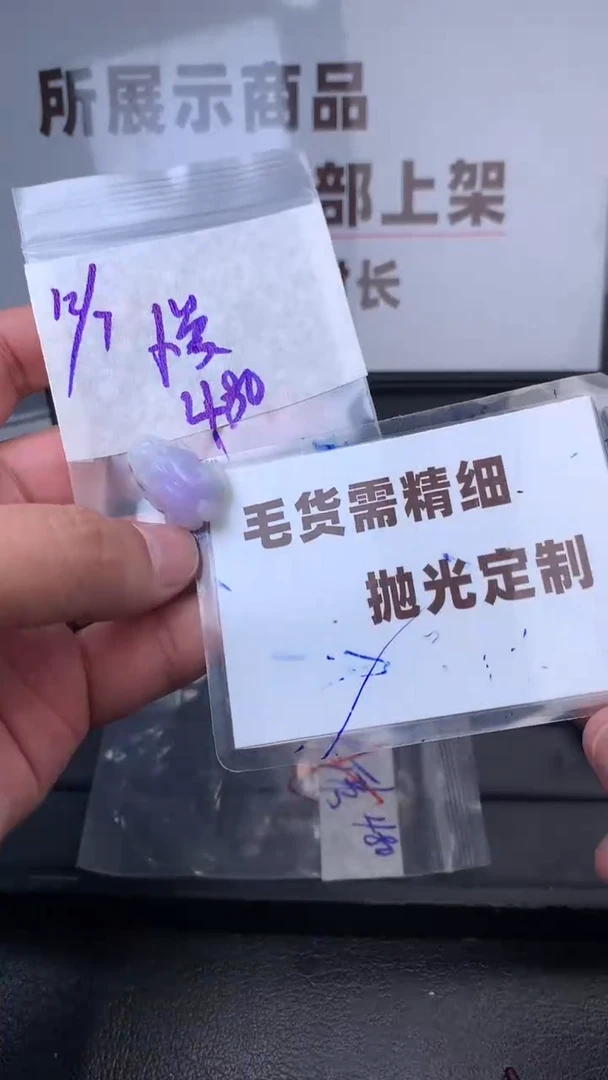 所展示商品
部上架
长
12/7
480
毛货需精细
抛光定制
480